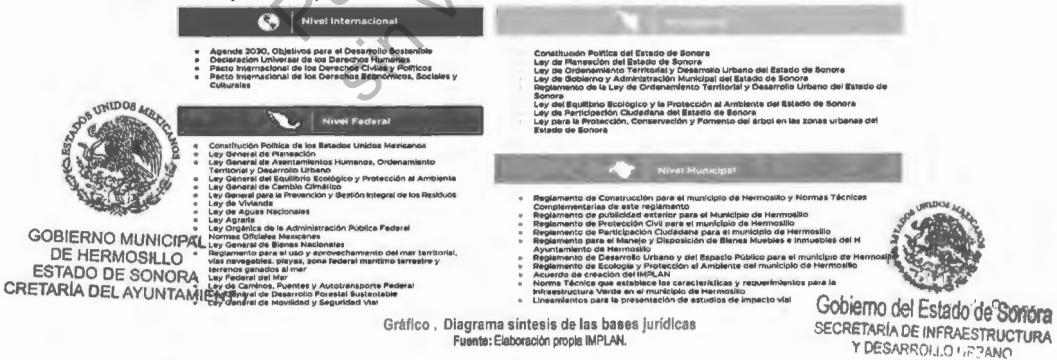 Nivel Internacional
Agenda 2030, Objetivos para el Desarrollo Sostenible
Declaración Universal de los Derechos Humanos
Pacto Internacional de los Derechos Civiles y Políticos
Pacto Internacional de los Derechos Económicos, Sociales y
Culturales
Nivel Federal
Constitución Política de los Estados Unidos Mexicanos
Ley General de Planeación
Ley General de Asentamientos Humanos, Ordenamiento
Territorial y Desarrollo Urbano
Ley General del Equilibrio Ecológico y Protección al Ambiente
Ley General de Cambio Climático
Ley General para la Prevención y Gestión Integral de los Residuos
Ley de Vivienda
Ley de Aguas Nacionales
Ley Agraria
Ley Orgánica de la Administración Pública Federal
Normas Oficiales Mexicanas
Ley General de Bienes Nacionales
Reglamento para el uso y aprovechamiento del mar territorial,
vías navegables, playas, zona federal marítimo terrestre y
terrenos ganados al mar
Ley Federal del Mar
Ley de Caminos, Puentes y Autotransporte Federal
Ley General de Desarrollo Forestal Sustentable
Ley General de Movilidad y Seguridad Vial
Constitución Política del Estado de Sonora
Ley de Planeación del Estado de Sonora
Ley de Ordenamiento Territorial y Desarrollo Urbano del Estado de Sonora
Ley de Gobierno y Administración Municipal del Estado de Sonora
Reglamento de la Ley de Ordenamiento Territorial y Desarrollo Urbano del Estado de
Sonora
Ley del Equilibrio Ecológico y la Protección al Ambiente del Estado de Sonora
Ley de Participación Ciudadana del Estado de Sonora
Ley para la Protección, Conservación y Fomento del árbol en las zonas urbanas del
Estado de Sonora
Nivel Municipal
Reglamento de Construcción para el municipio de Hermosillo y Normas Técnicas
Complementarias de este reglamento
Reglamento de publicidad exterior para el Municipio de Hermosillo
Reglamento de Protección Civil para el municipio de Hermosillo
Reglamento de Participación Ciudadana para el municipio de Hermosillo
Reglamento para el Manejo y Disposición de Bienes Muebles e Inmuebles del H
Ayuntamiento de Hermosillo
Reglamento de Desarrollo Urbano y del Espacio Público para el municipio de Hermosillo
Reglamento de Ecología y Protección al Ambiente del municipio de Hermosillo
Acuerdo de creación del IMPLAN
Norma Técnica que establece las características y requerimientos para la
Infraestructura Verde en el municipio de Hermosillo
Lineamientos para la presentación de estudios de impacto vial
ESTADOS UNIDOS MEXICANOS
GOBIERNO MUNICIPAL
DE HERMOSILLO
ESTADO DE SONORA
CRETARÍA DEL AYUNTAMIENTO
Gráfico . Diagrama síntesis de las bases jurídicas
Fuente: Elaboración propia IMPLAN.
Gobierno del Estado de Sonora
SECRETARÍA DE INFRAESTRUCTURA
Y DESARROLLO URBANO